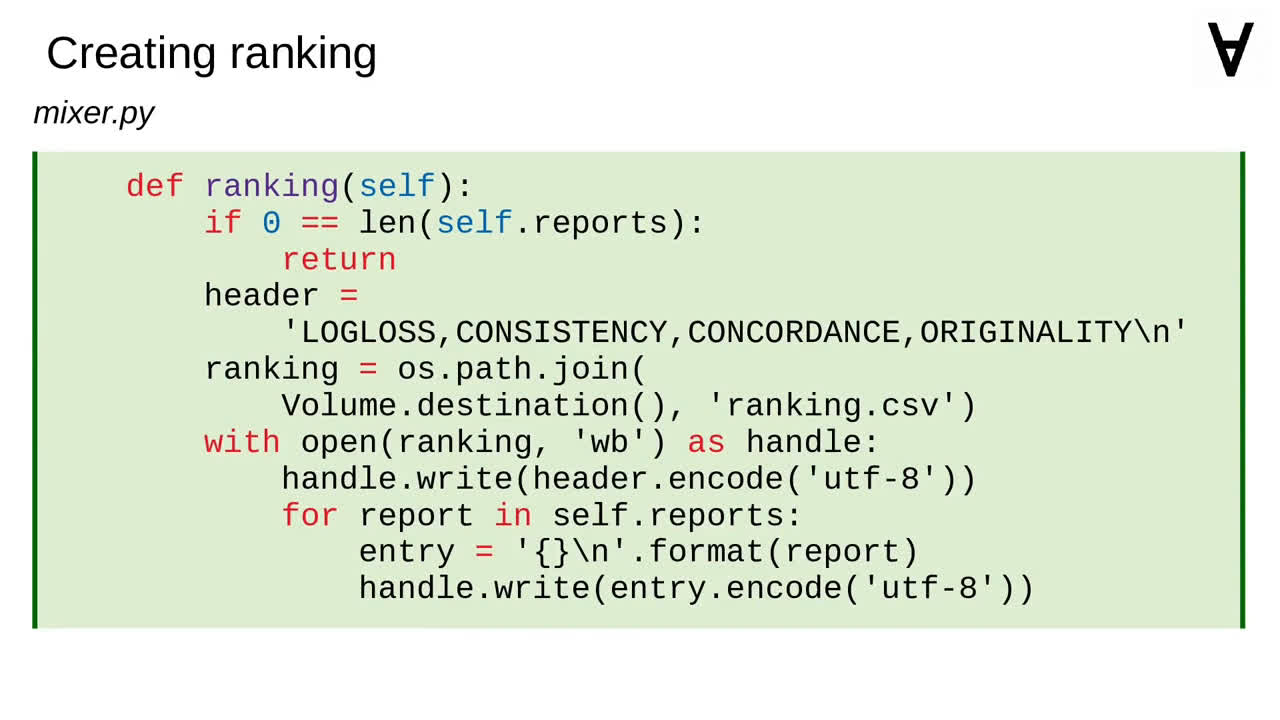 Creating ranking
∀
mixer.py
def ranking(self):
if 0 == len(self.reports):
return
header =
'LOGLOSS,CONSISTENCY,CONCORDANCE,ORIGINALITY\n'
ranking = os.path.join(
Volume.destination(), 'ranking.csv')
with open(ranking, 'wb') as handle:
handle.write(header.encode('utf-8'))
for report in self.reports:
entry = '{}\n'.format(report)
handle.write(entry.encode('utf-8'))